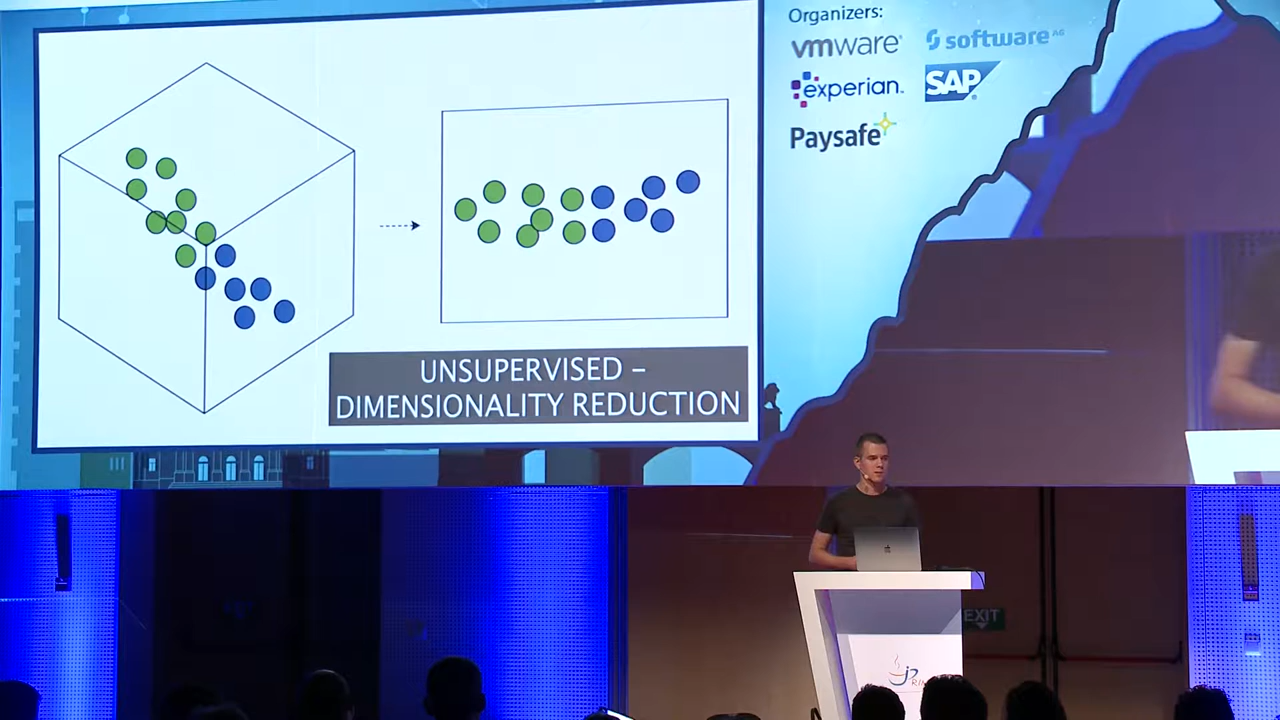 Organizers:
vmware
software AG
experian.
SAP
Paysafe
UNSUPERVISED –
DIMENSIONALITY REDUCTION
EXIT